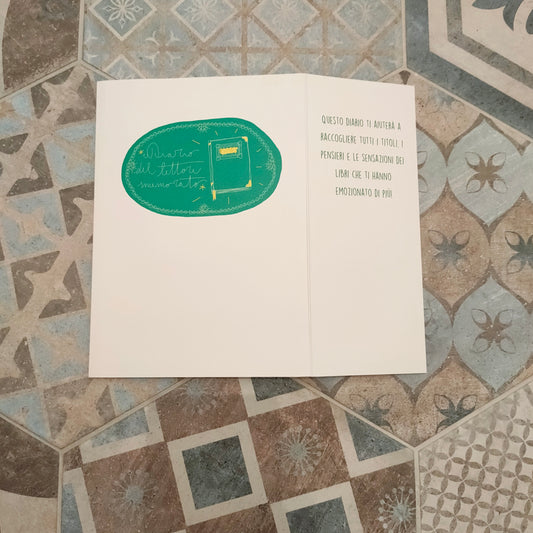 Diario
del lettore
innamorato
QUESTO DIARIO TI AIUTERÀ A
RACCOGLIERE TUTTI I TITOLI, I
PENSIERI E LE SENSAZIONI DEI
LIBRI CHE TI HANNO
EMOZIONATO DI PIÙ!